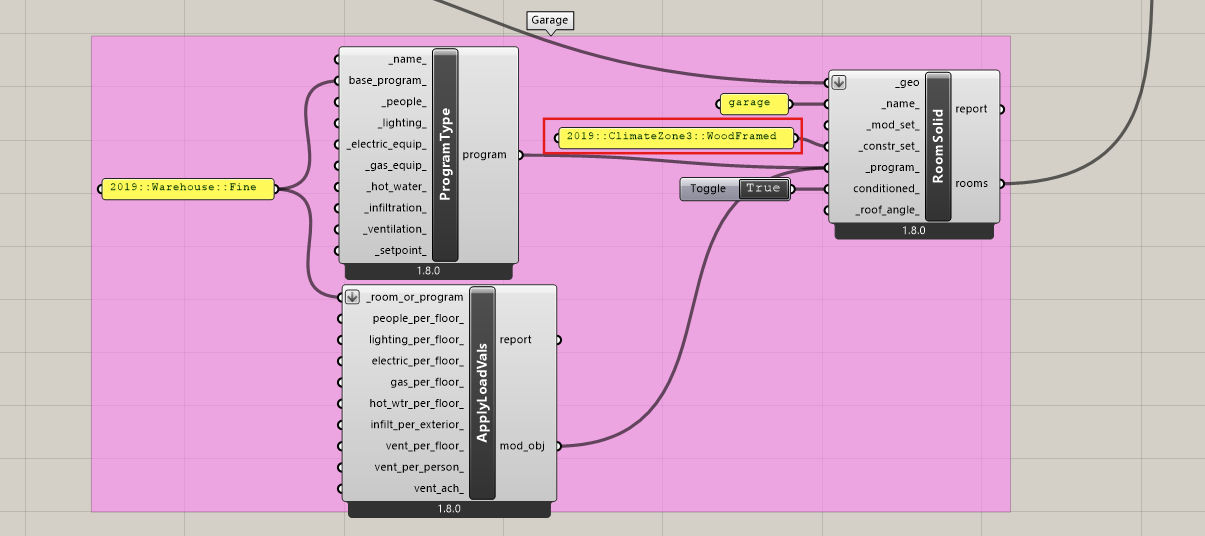 Garage
_name_
base_program_
_people_
_lighting_
_electric_equip_
_gas_equip_
_hot_water_
_infiltration_
_ventilation_
_setpoint_
ProgramType
program
1.8.0
2019::Warehouse::Fine
_room_or_program
people_per_floor_
lighting_per_floor_
electric_per_floor_
gas_per_floor_
hot_wtr_per_floor_
infilt_per_exterior_
vent_per_floor_
vent_per_person_
vent_ach_
ApplyLoadVals
report
mod_obj
1.8.0
garage
2019::ClimateZone3::WoodFramed
Toggle True
_geo
_name_
_mod_set_
_constr_set_
_program_
conditioned_
_roof_angle_
RoomSolid
report
rooms
1.8.0